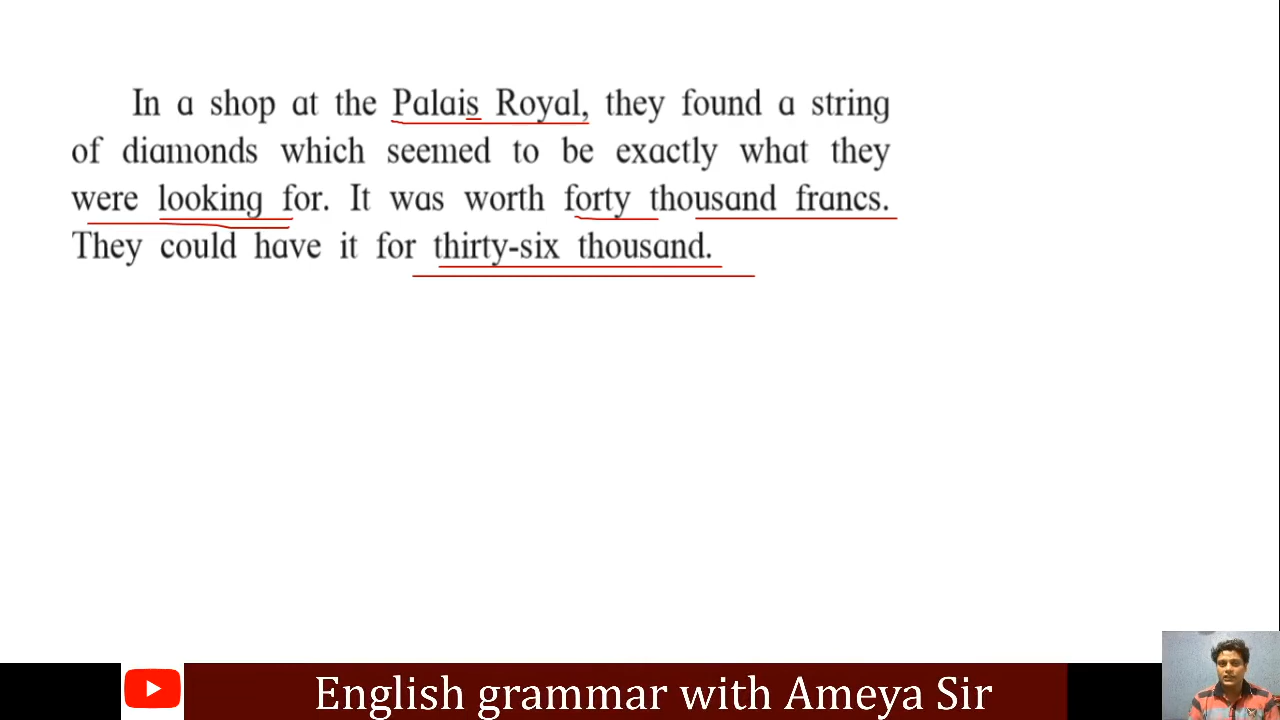 In a shop at the Palais Royal, they found a string
of diamonds which seemed to be exactly what they
were looking for. It was worth forty thousand francs.
They could have it for thirty-six thousand.
English grammar with Ameya Sir